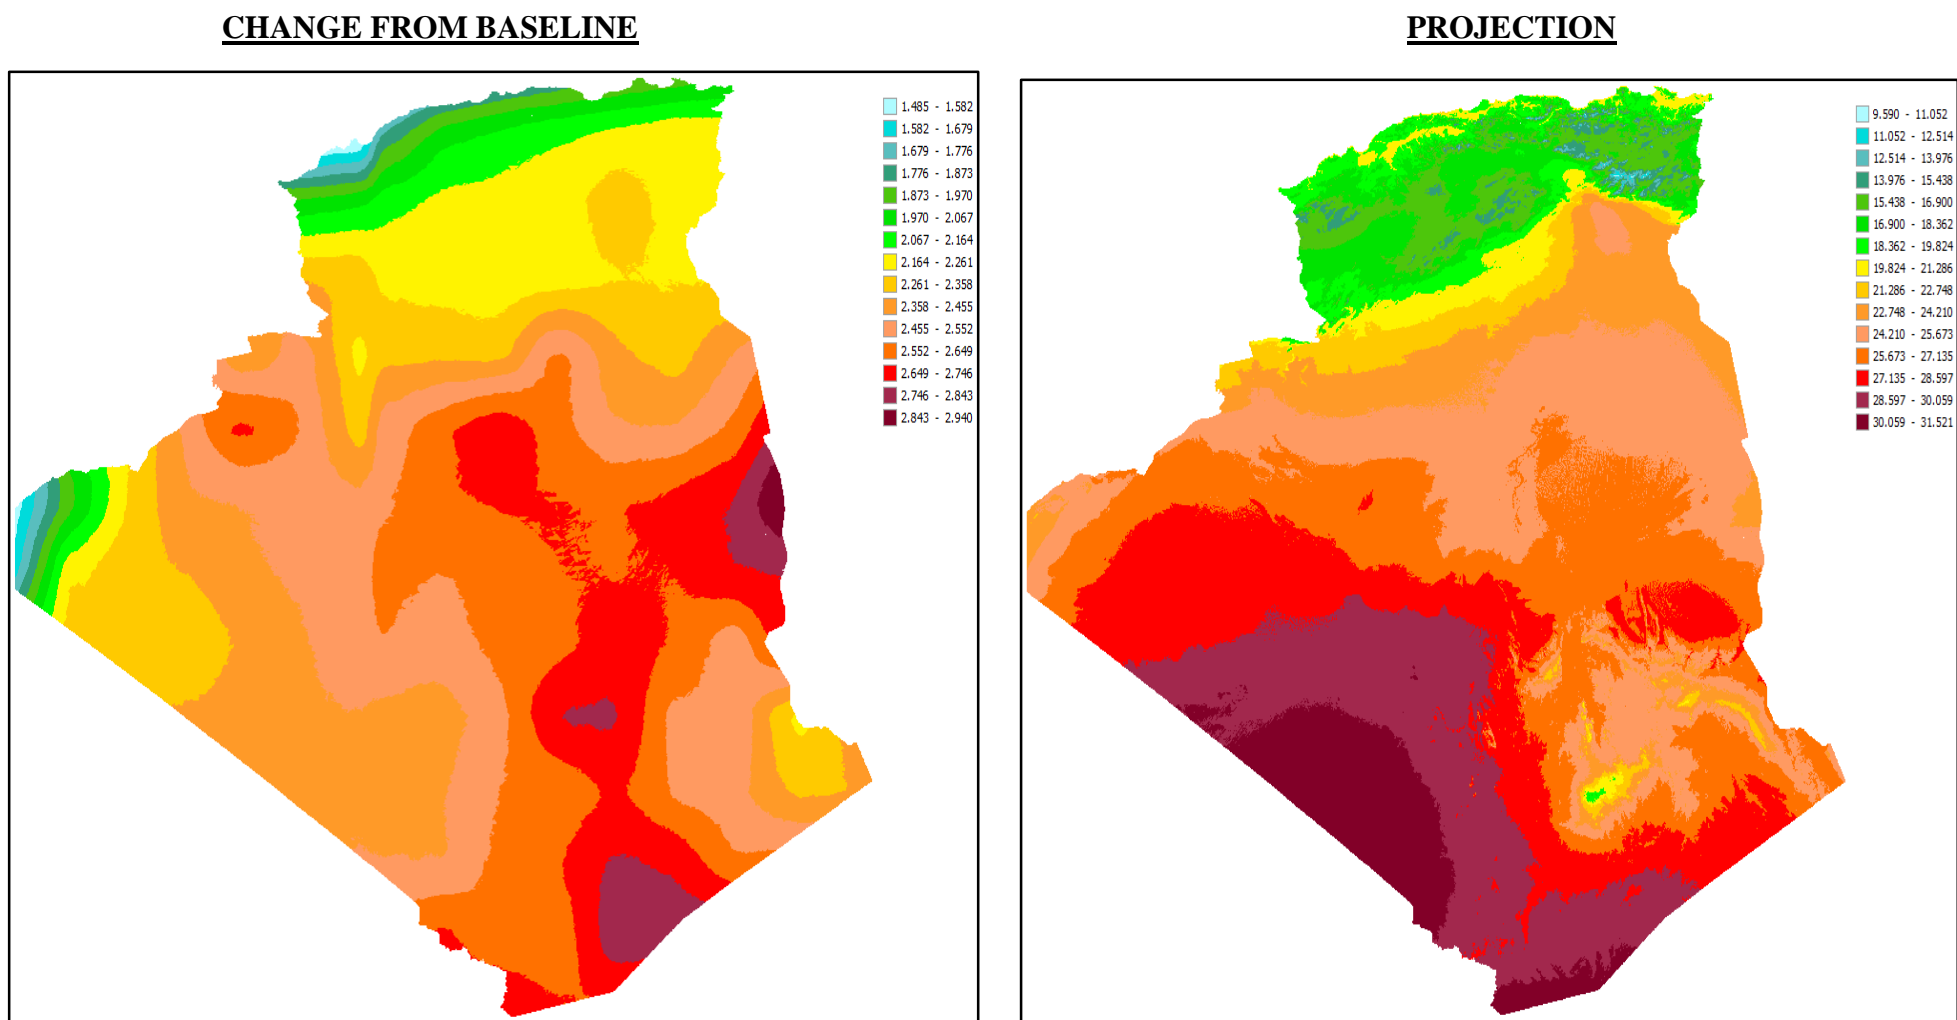 CHANGE FROM BASELINE
PROJECTION
1.485 - 1.582
1.582 - 1.679
1.679 - 1.776
1.776 - 1.873
1.873 - 1.970
1.970 - 2.067
2.067 - 2.164
2.164 - 2.261
2.261 - 2.358
2.358 - 2.455
2.455 - 2.552
2.552 - 2.649
2.649 - 2.746
2.746 - 2.843
2.843 - 2.940
9.590 - 11.052
11.052 - 12.514
12.514 - 13.976
13.976 - 15.438
15.438 - 16.900
16.900 - 18.362
18.362 - 19.824
19.824 - 21.286
21.286 - 22.748
22.748 - 24.210
24.210 - 25.673
25.673 - 27.135
27.135 - 28.597
28.597 - 30.059
30.059 - 31.521